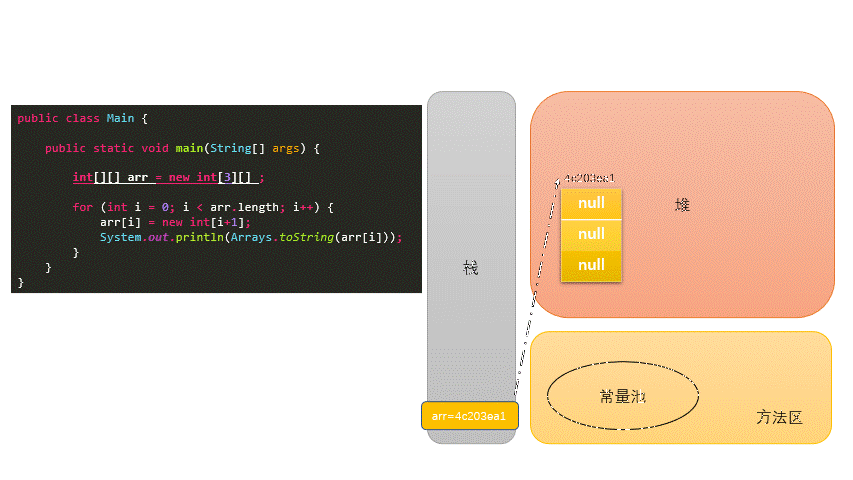 public class Main {
public static void main(String[] args) {
int[][] arr = new int[3][] ;
for (int i = 0; i < arr.length; i++) {
arr[i] = new int[i+1];
System.out.println(Arrays.toString(arr[i]));
}
}
}
栈
arr=4c203ea1
4c203ea1
null
null
null
堆
常量池
方法区